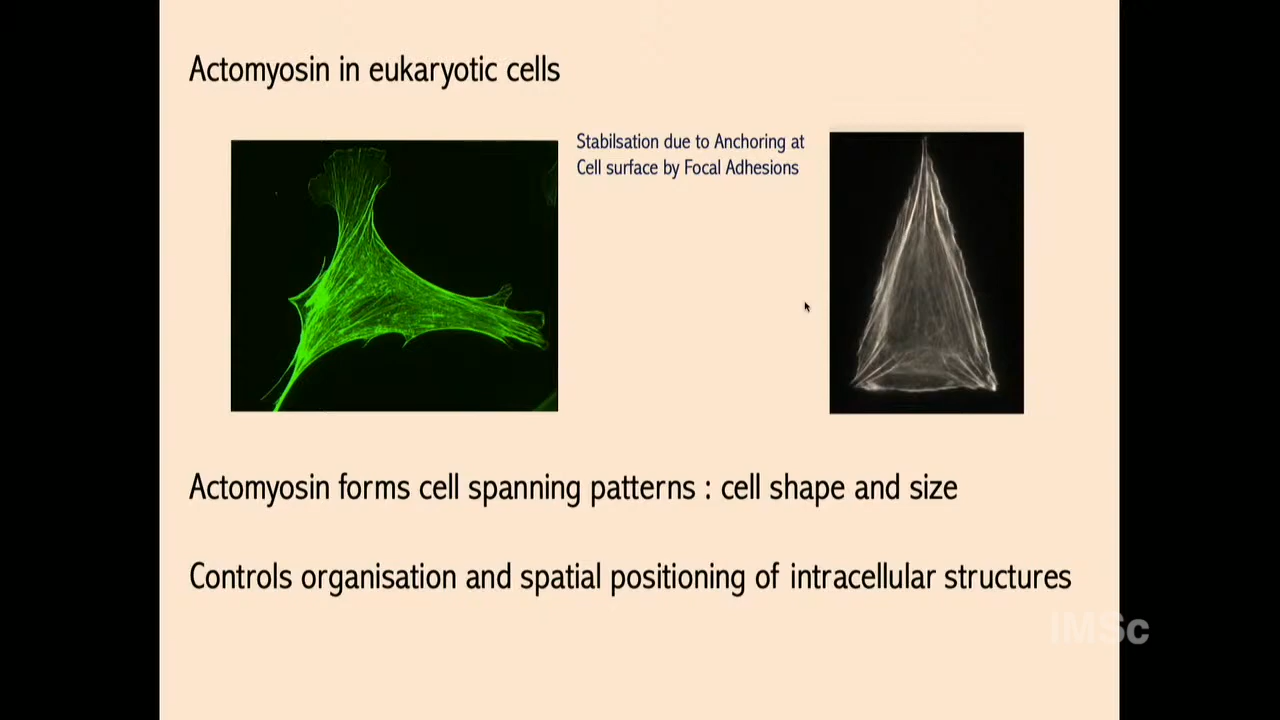 Actomyosin in eukaryotic cells
Stabilsation due to Anchoring at
Cell surface by Focal Adhesions
Actomyosin forms cell spanning patterns : cell shape and size
Controls organisation and spatial positioning of intracellular structures
IMSc